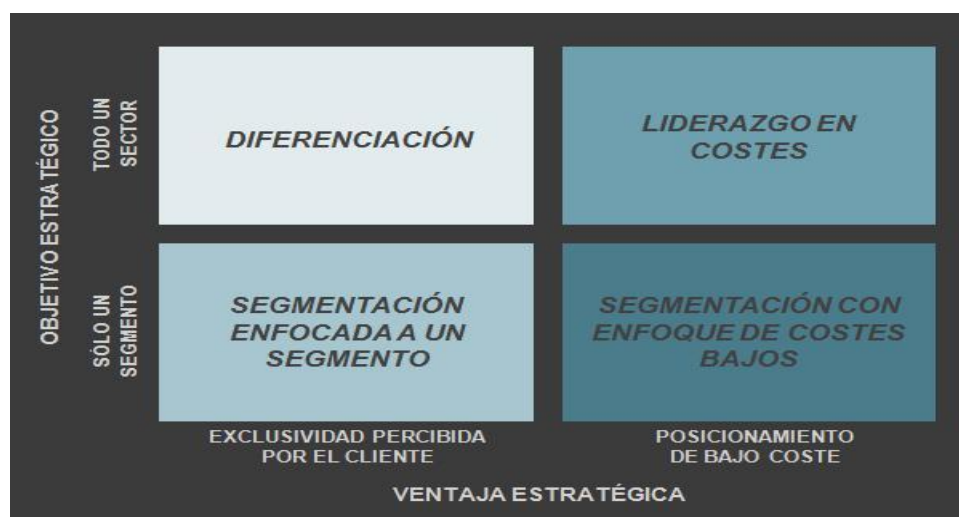 OBJETIVO ESTRATÉGICO
TODO UN
SECTOR
DIFERENCIACIÓN
LIDERAZGO EN
COSTES
SÓLO UN
SEGMENTO
SEGMENTACIÓN
ENFOCADA A UN
SEGMENTO
SEGMENTACIÓN CON
ENFOQUE DE COSTES
BAJOS
EXCLUSIVIDAD PERCIBIDA
POR EL CLIENTE
POSICIONAMIENTO
DE BAJO COSTE
VENTAJA ESTRATÉGICA